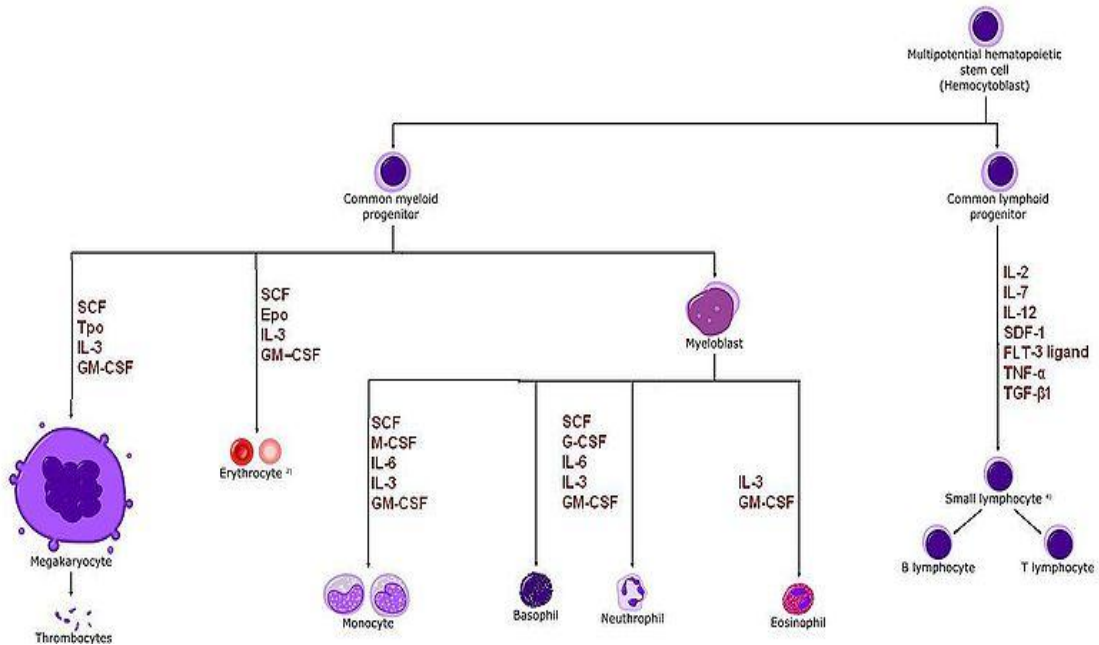 Multipotential hematopoietic
stem cell
(Hemocytoblast)
Common myeloid
progenitor
Common lymphoid
progenitor
SCF
Tpo
IL-3
GM-CSF
SCF
Epo
IL-3
GM-CSF
Myeloblast
IL-2
IL-7
IL-12
SDF-1
FLT-3 ligand
TNF-α
TGF-β1
SCF
M-CSF
IL-6
IL-3
GM-CSF
SCF
G-CSF
IL-6
IL-3
GM-CSF
IL-3
GM-CSF
Megakaryocyte
Erythrocyte ²⁾
Small lymphocyte ⁴⁾
B lymphocyte
T lymphocyte
Thrombocytes
Monocyte
Basophil
Neuthrophil
Eosinophil